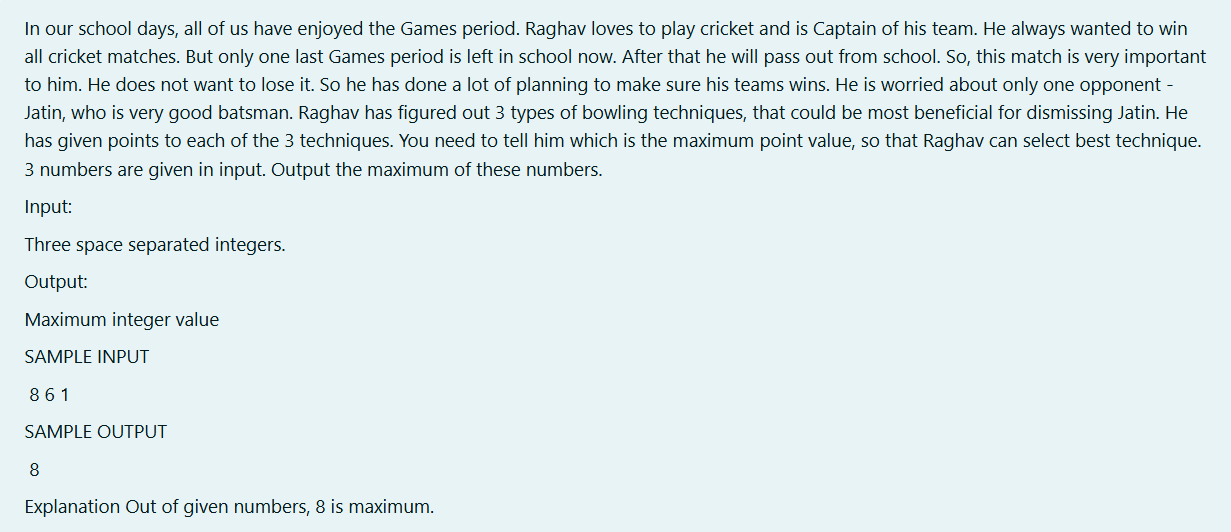 In our school days, all of us have enjoyed the Games period. Raghav loves to play cricket and is Captain of his team. He always wanted to win
all cricket matches. But only one last Games period is left in school now. After that he will pass out from school. So, this match is very important
to him. He does not want to lose it. So he has done a lot of planning to make sure his teams wins. He is worried about only one opponent -
Jatin, who is very good batsman. Raghav has figured out 3 types of bowling techniques, that could be most beneficial for dismissing Jatin. He
has given points to each of the 3 techniques. You need to tell him which is the maximum point value, so that Raghav can select best technique.
3 numbers are given in input. Output the maximum of these numbers.
Input:
Three space separated integers.
Output:
Maximum integer value
SAMPLE INPUT
8 6 1
SAMPLE OUTPUT
8
Explanation Out of given numbers, 8 is maximum.